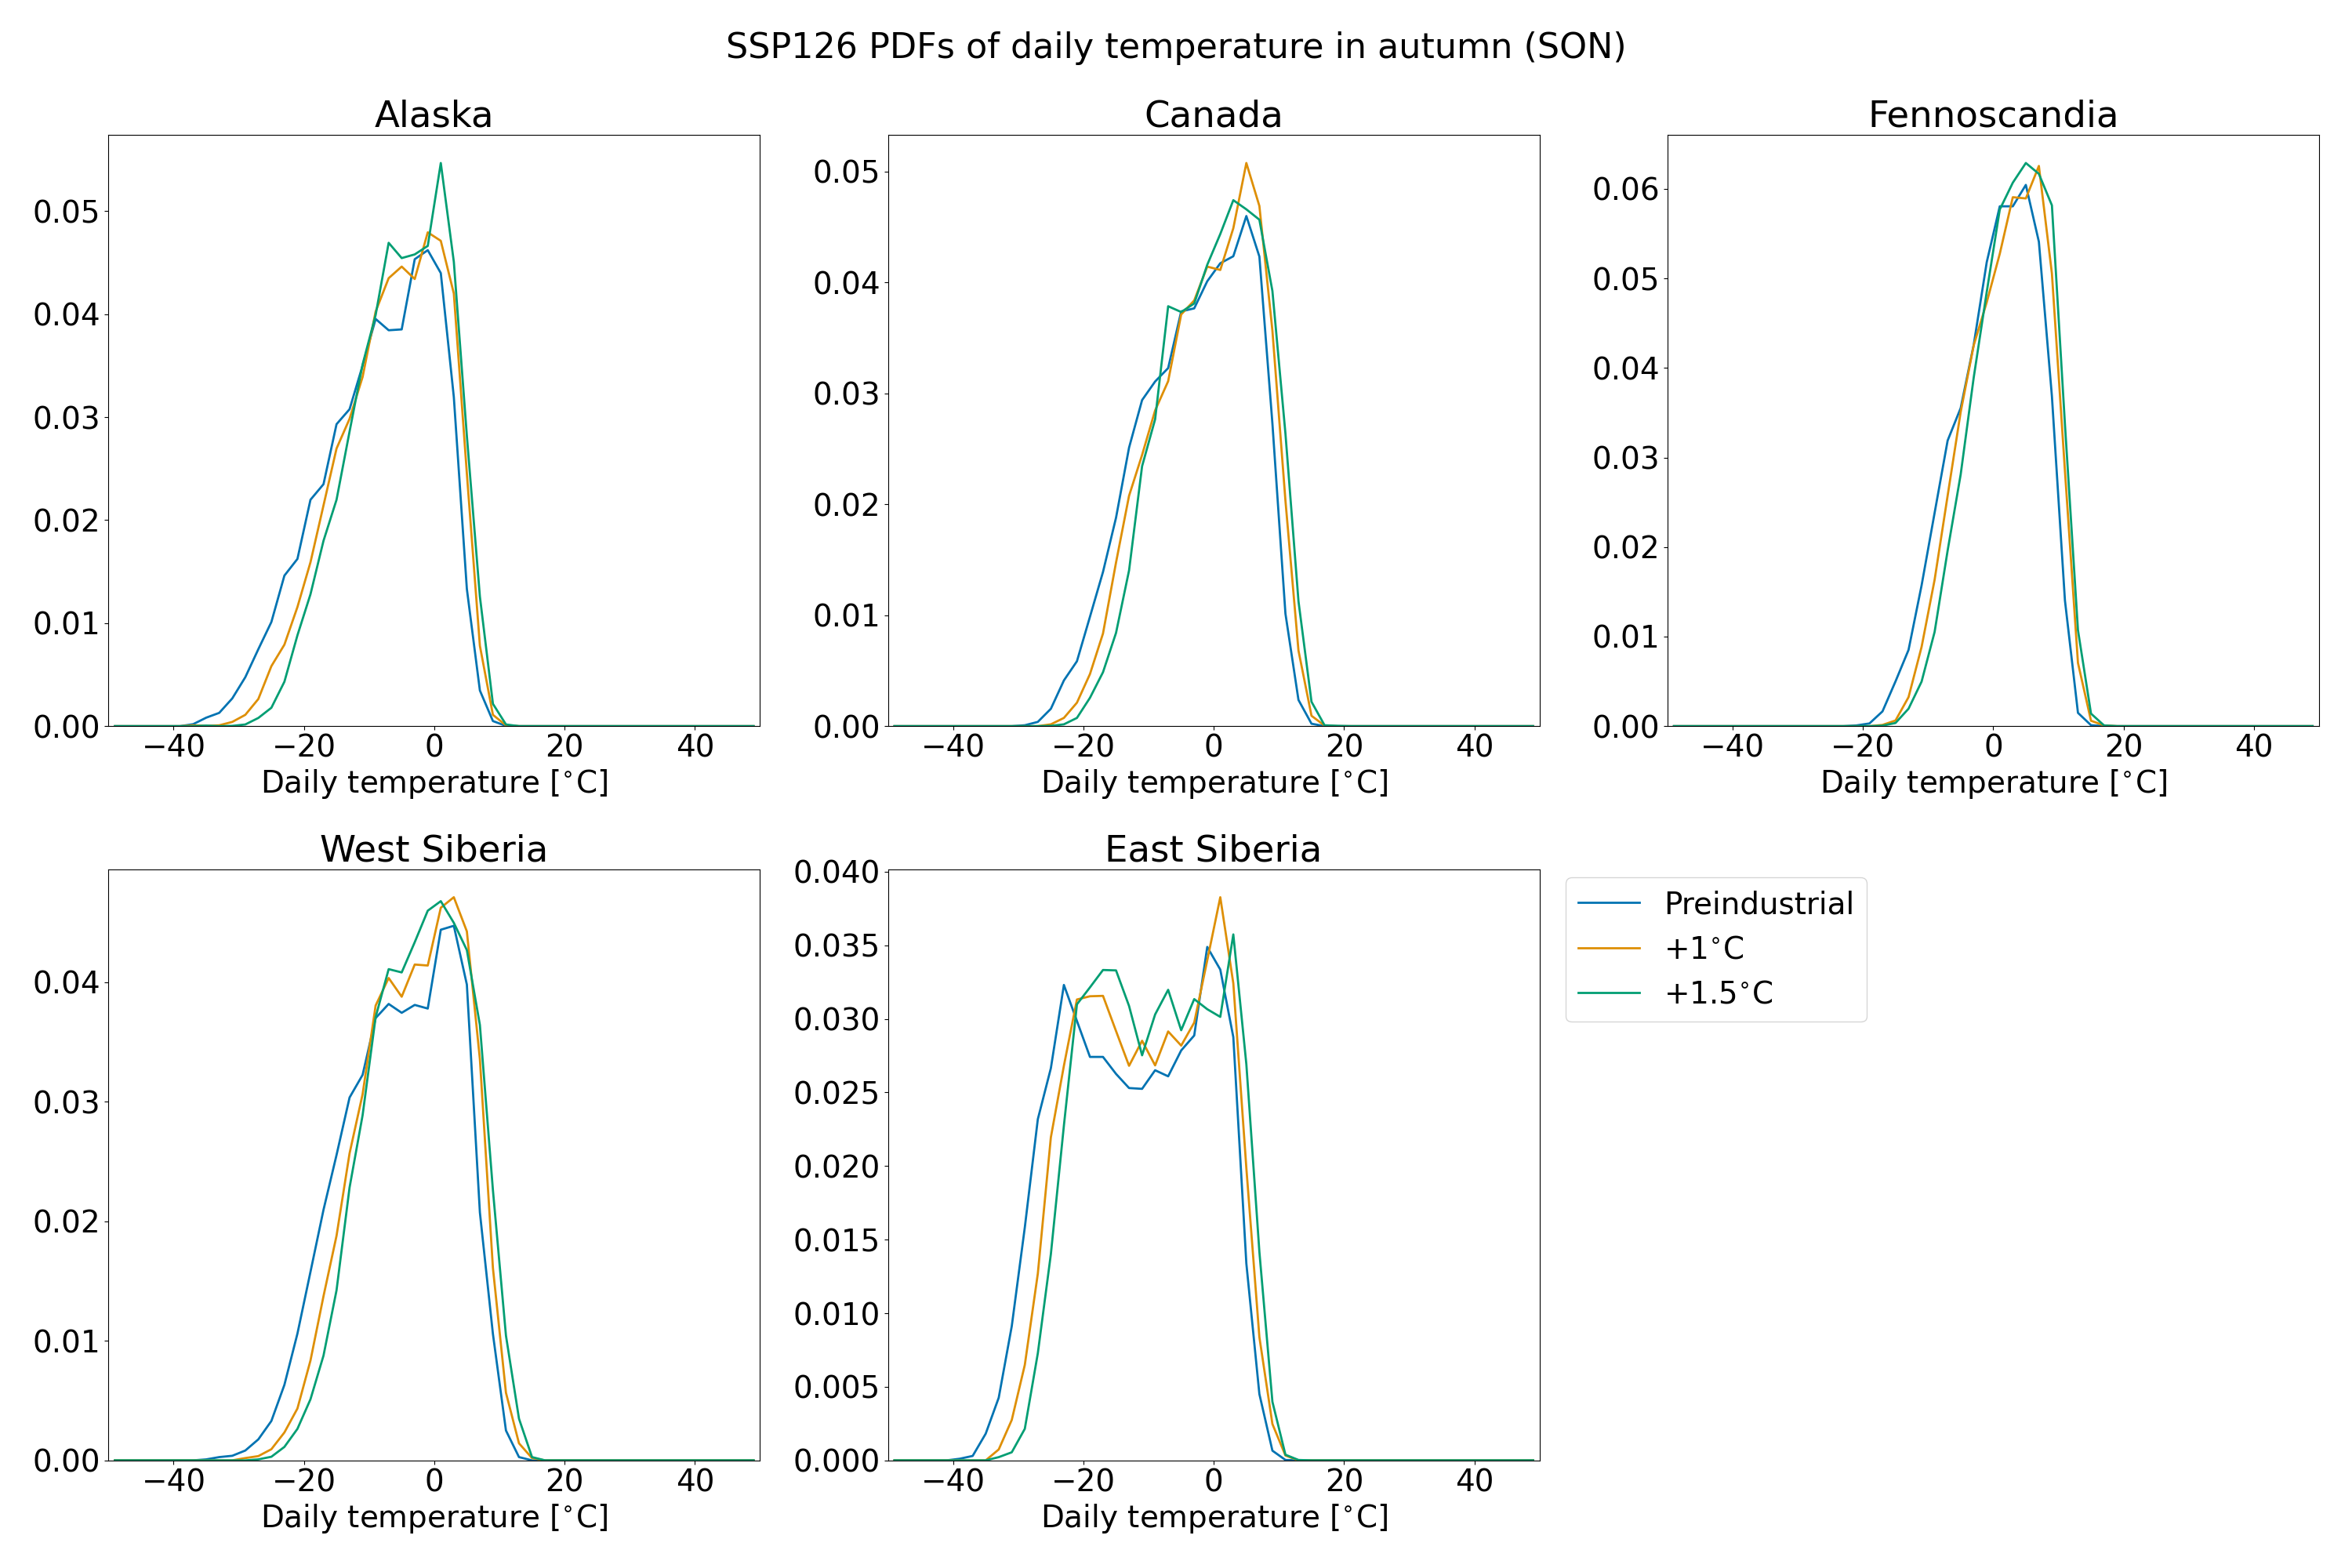 SSP126 PDFs of daily temperature in autumn (SON)
Alaska
0.05
0.04
0.03
0.02
0.01
0.00
−40 −20 0 20 40
Daily temperature [°C]
Canada
0.05
0.04
0.03
0.02
0.01
0.00
−40 −20 0 20 40
Daily temperature [°C]
Fennoscandia
0.06
0.05
0.04
0.03
0.02
0.01
0.00
−40 −20 0 20 40
Daily temperature [°C]
West Siberia
0.04
0.03
0.02
0.01
0.00
−40 −20 0 20 40
Daily temperature [°C]
East Siberia
0.040
0.035
0.030
0.025
0.020
0.015
0.010
0.005
0.000
−40 −20 0 20 40
Daily temperature [°C]
Preindustrial
+1°C
+1.5°C